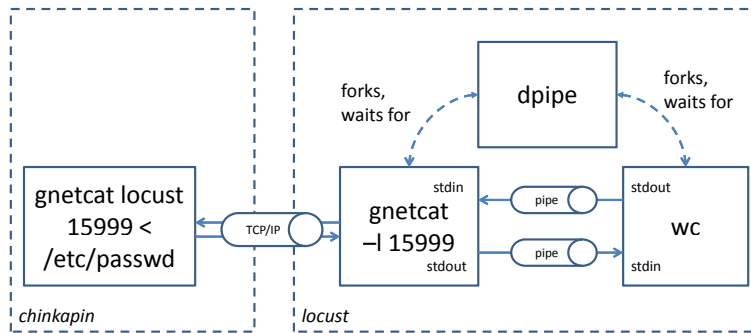 forks,
waits for
dpipe
forks,
waits for
gnetcat locust
15999 <
/etc/passwd
TCP/IP
stdin
gnetcat
–l 15999
stdout
pipe
pipe
stdout
wc
stdin
chinkapin
locust